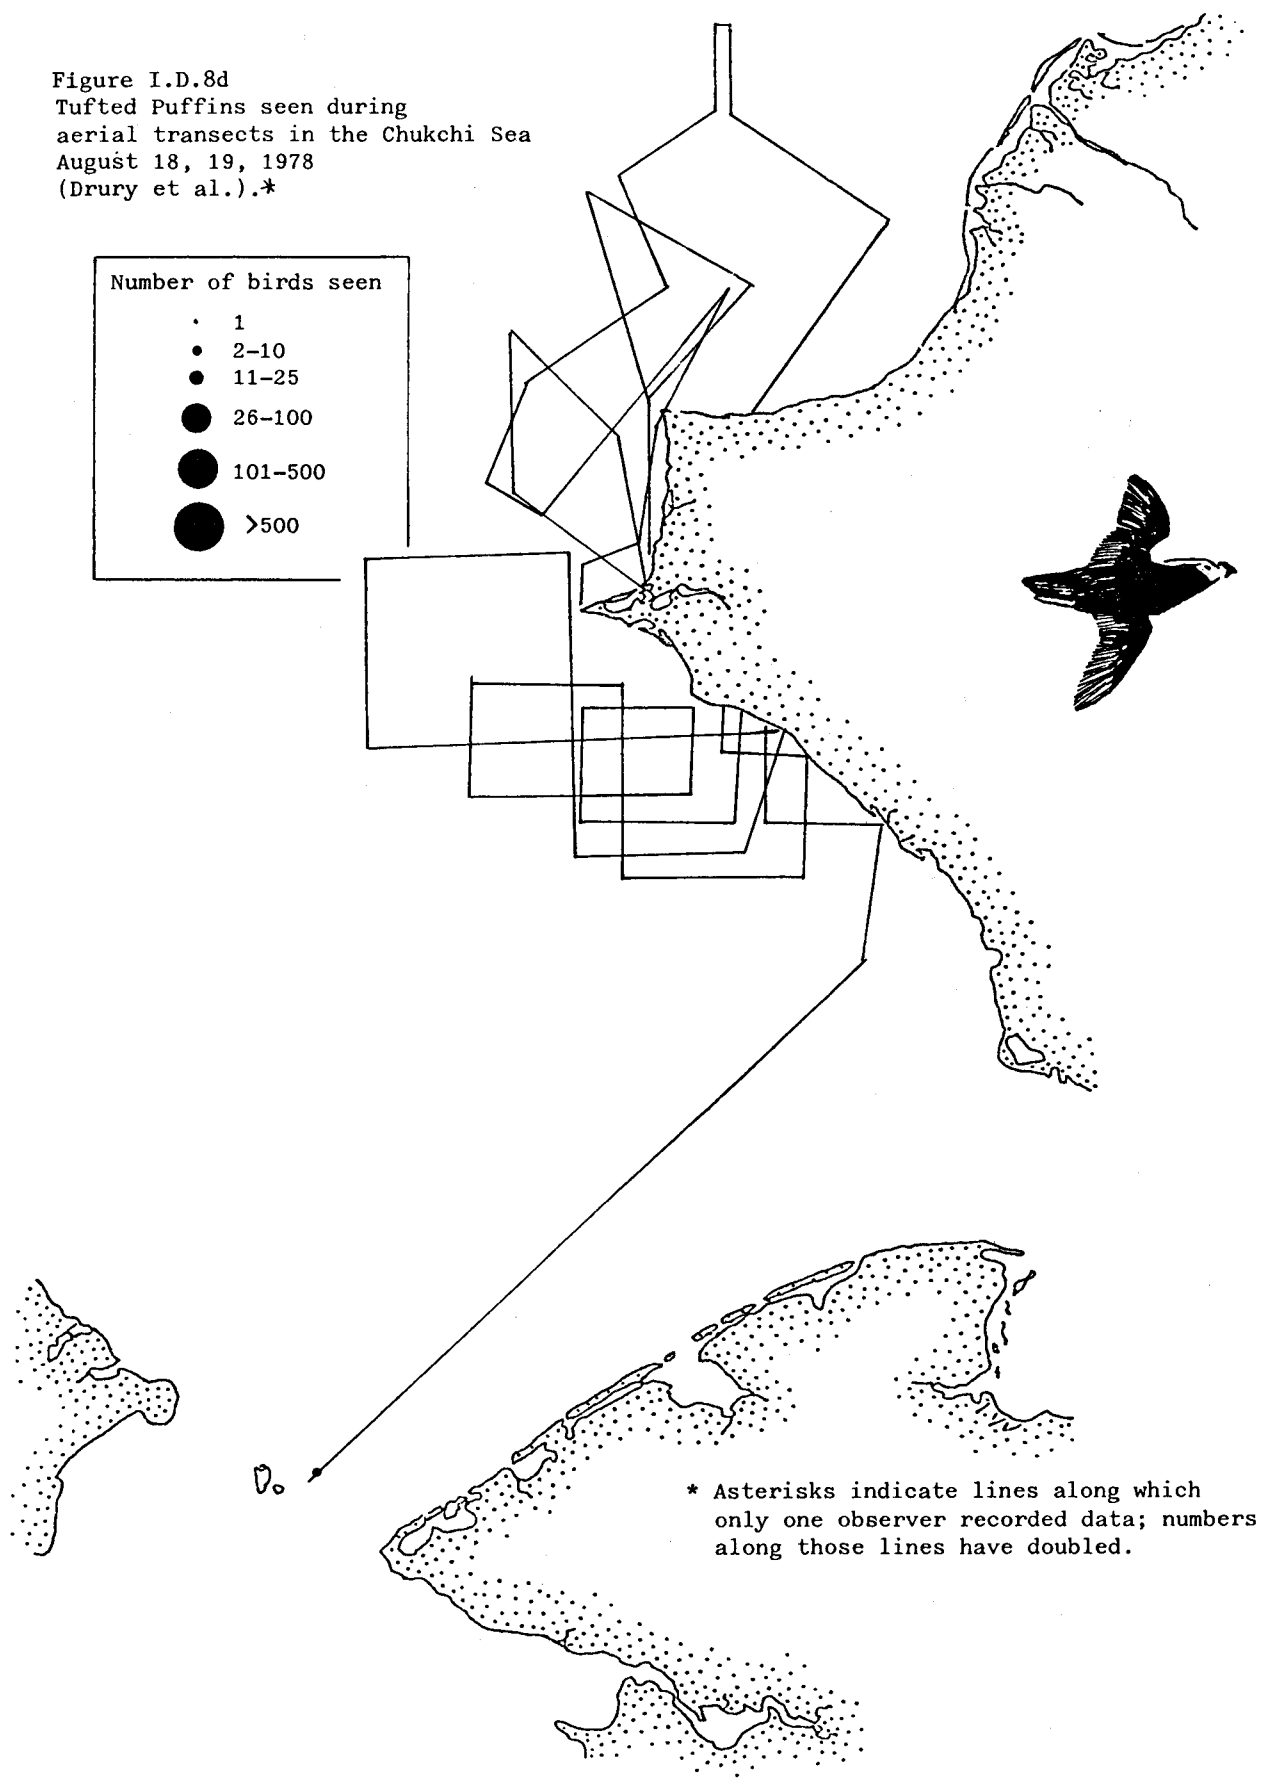 Figure I.D.8d
Tufted Puffins seen during
aerial transects in the Chukchi Sea
August 18, 19, 1978
(Drury et al.).*
Number of birds seen
1
2–10
11–25
26–100
101–500
>500
* Asterisks indicate lines along which
only one observer recorded data; numbers
along those lines have doubled.